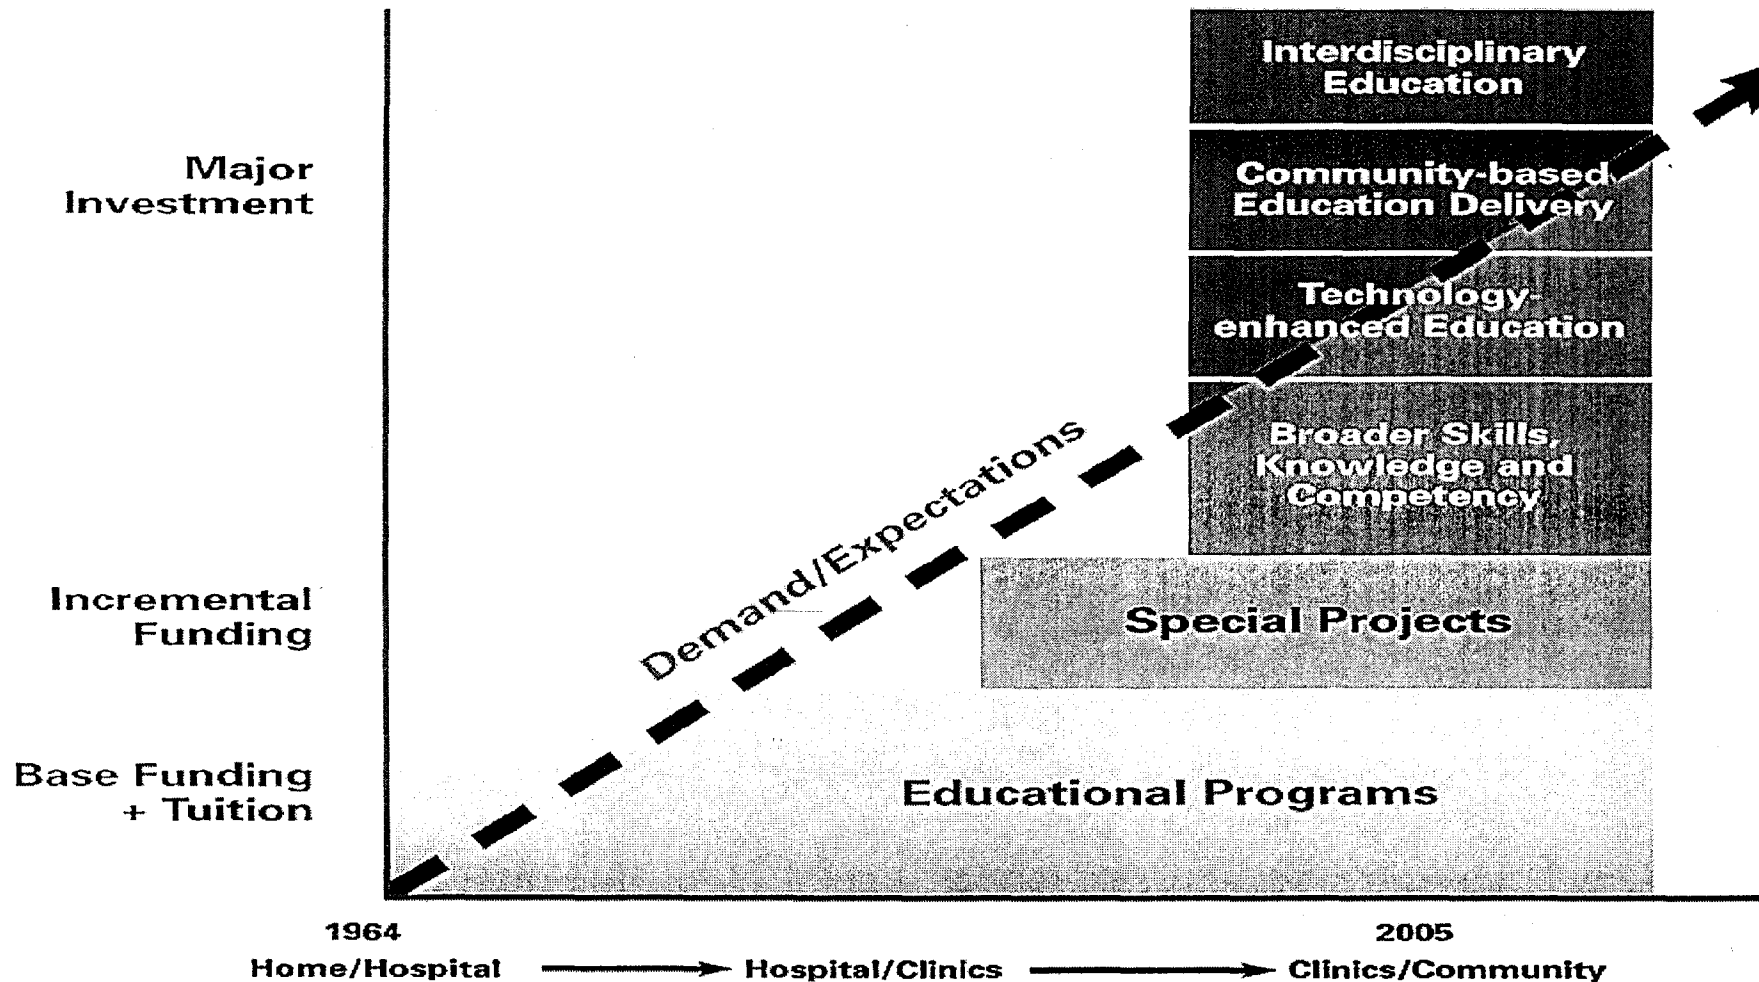 Interdisciplinary
Education
Major
Investment
Community-based
Education Delivery
Technology-
enhanced Education
Demand/Expectations
Broader Skills,
Knowledge and
Competency
Incremental
Funding
Special Projects
Base Funding
+ Tuition
Educational Programs
1964
2005
Home/Hospital
Hospital/Clinics
Clinics/Community